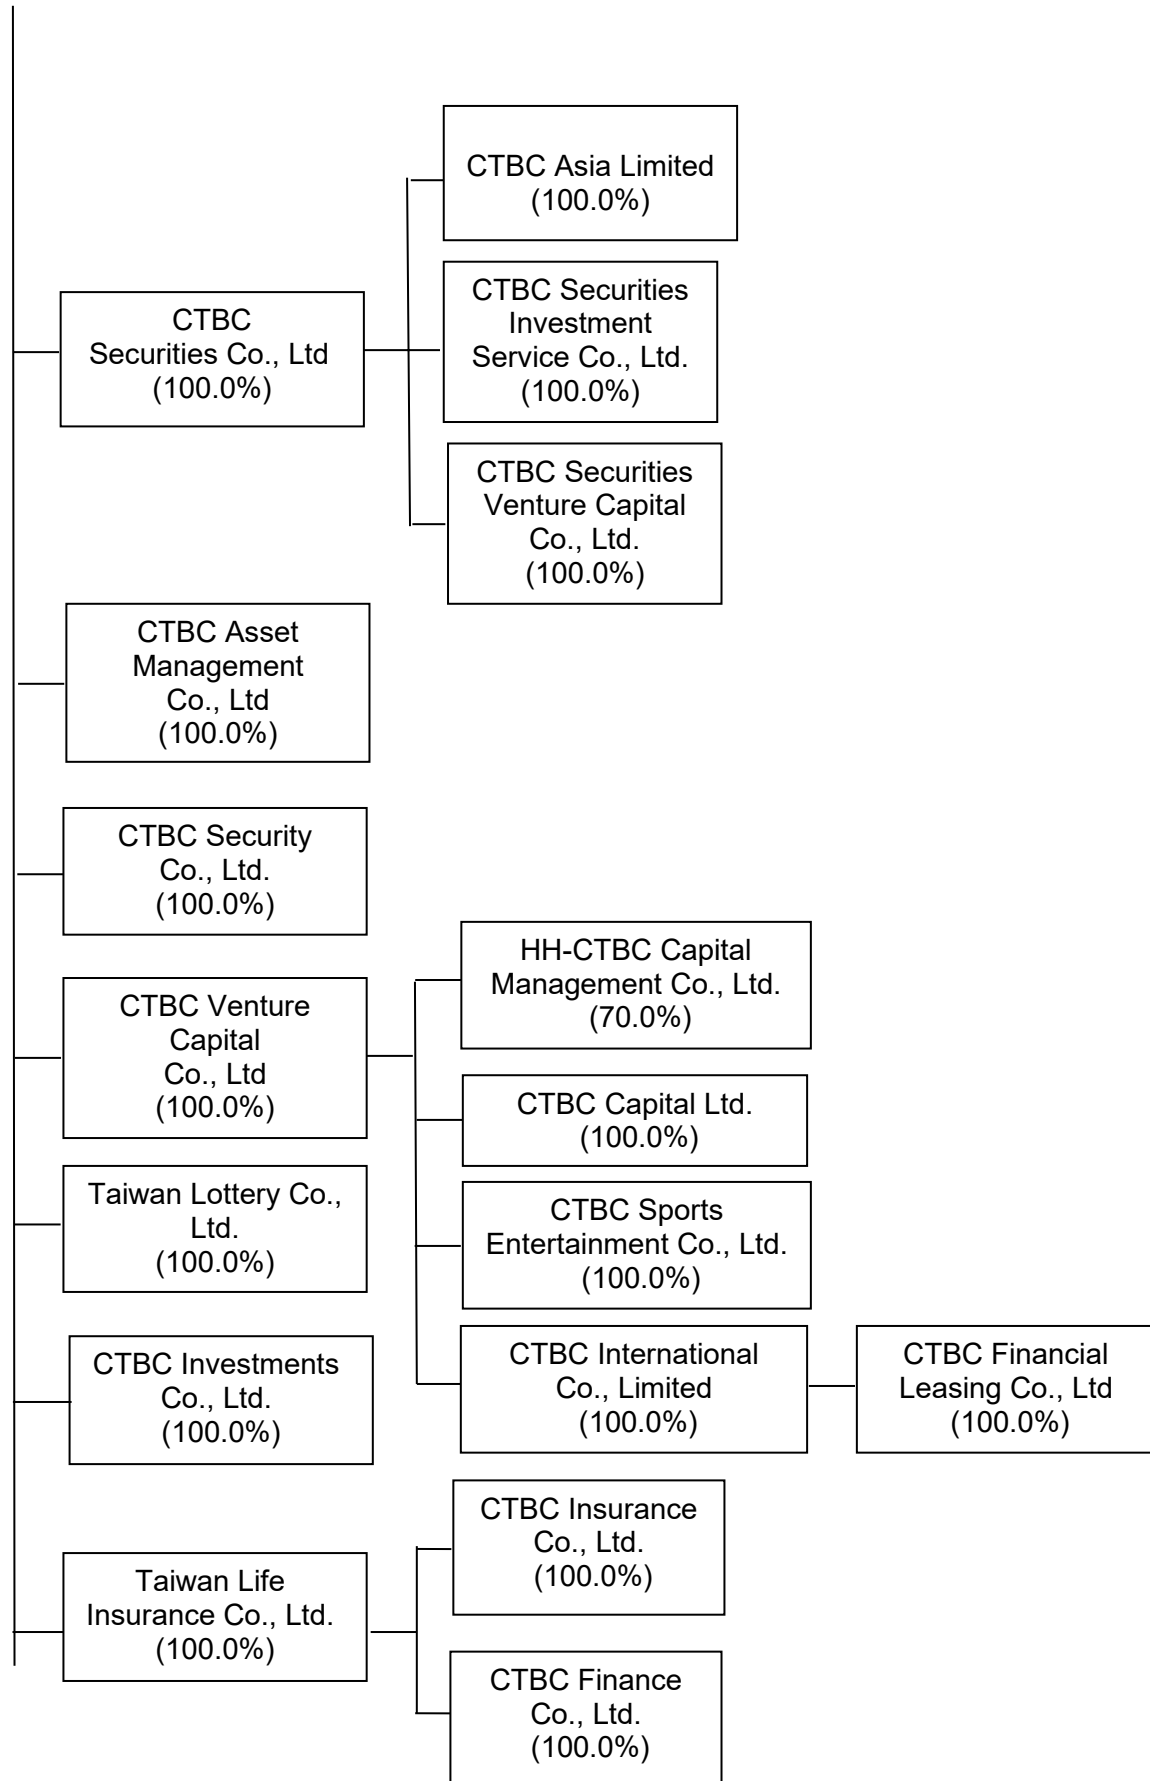 CTBC Asia Limited
(100.0%)
CTBC
Securities Co., Ltd
(100.0%)
CTBC Securities
Investment
Service Co., Ltd.
(100.0%)
CTBC Securities
Venture Capital
Co., Ltd.
(100.0%)
CTBC Asset
Management
Co., Ltd
(100.0%)
CTBC Security
Co., Ltd.
(100.0%)
CTBC Venture
Capital
Co., Ltd
(100.0%)
HH-CTBC Capital
Management Co., Ltd.
(70.0%)
CTBC Capital Ltd.
(100.0%)
CTBC Sports
Entertainment Co., Ltd.
(100.0%)
CTBC International
Co., Limited
(100.0%)
CTBC Financial
Leasing Co., Ltd
(100.0%)
Taiwan Lottery Co.,
Ltd.
(100.0%)
CTBC Investments
Co., Ltd.
(100.0%)
Taiwan Life
Insurance Co., Ltd.
(100.0%)
CTBC Insurance
Co., Ltd.
(100.0%)
CTBC Finance
Co., Ltd.
(100.0%)